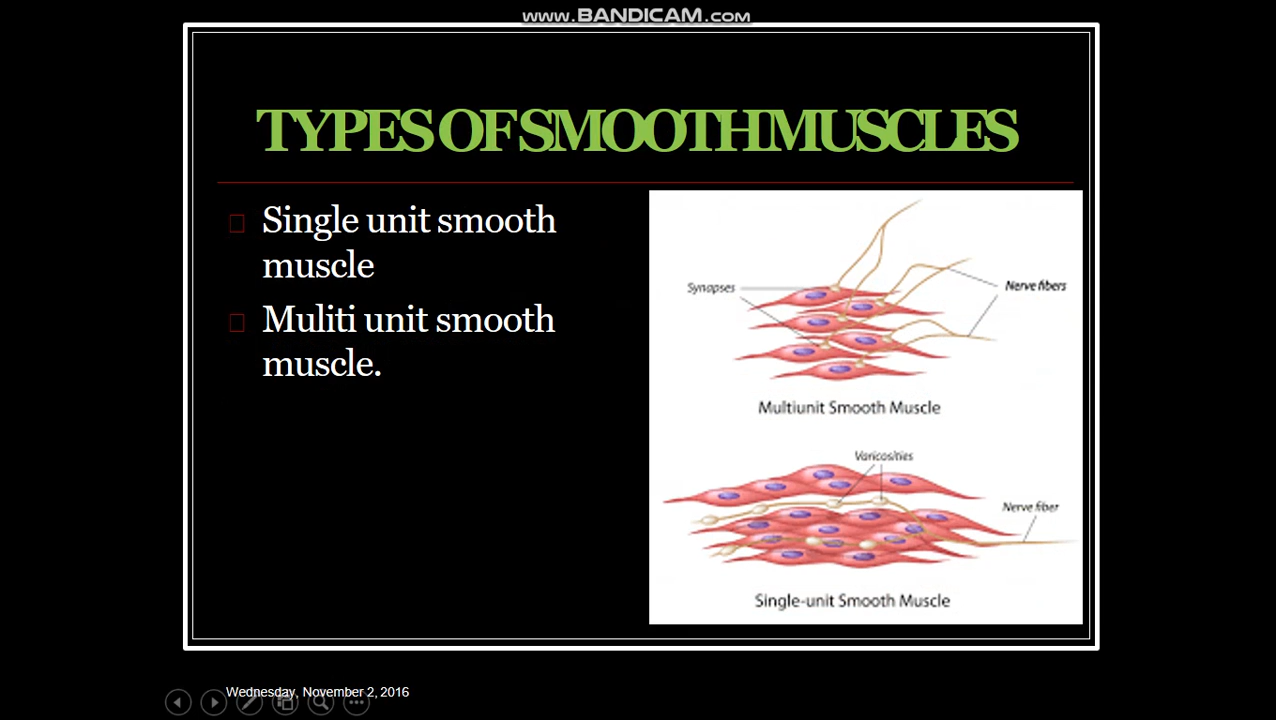 www.BANDICAM.com
TYPES OF SMOOTH MUSCLES
Single unit smooth
muscle
Muliti unit smooth
muscle.
Synapses
Nerve fibers
Multiunit Smooth Muscle
Varicosities
Nerve fiber
Single-unit Smooth Muscle
Wednesday, November 2, 2016